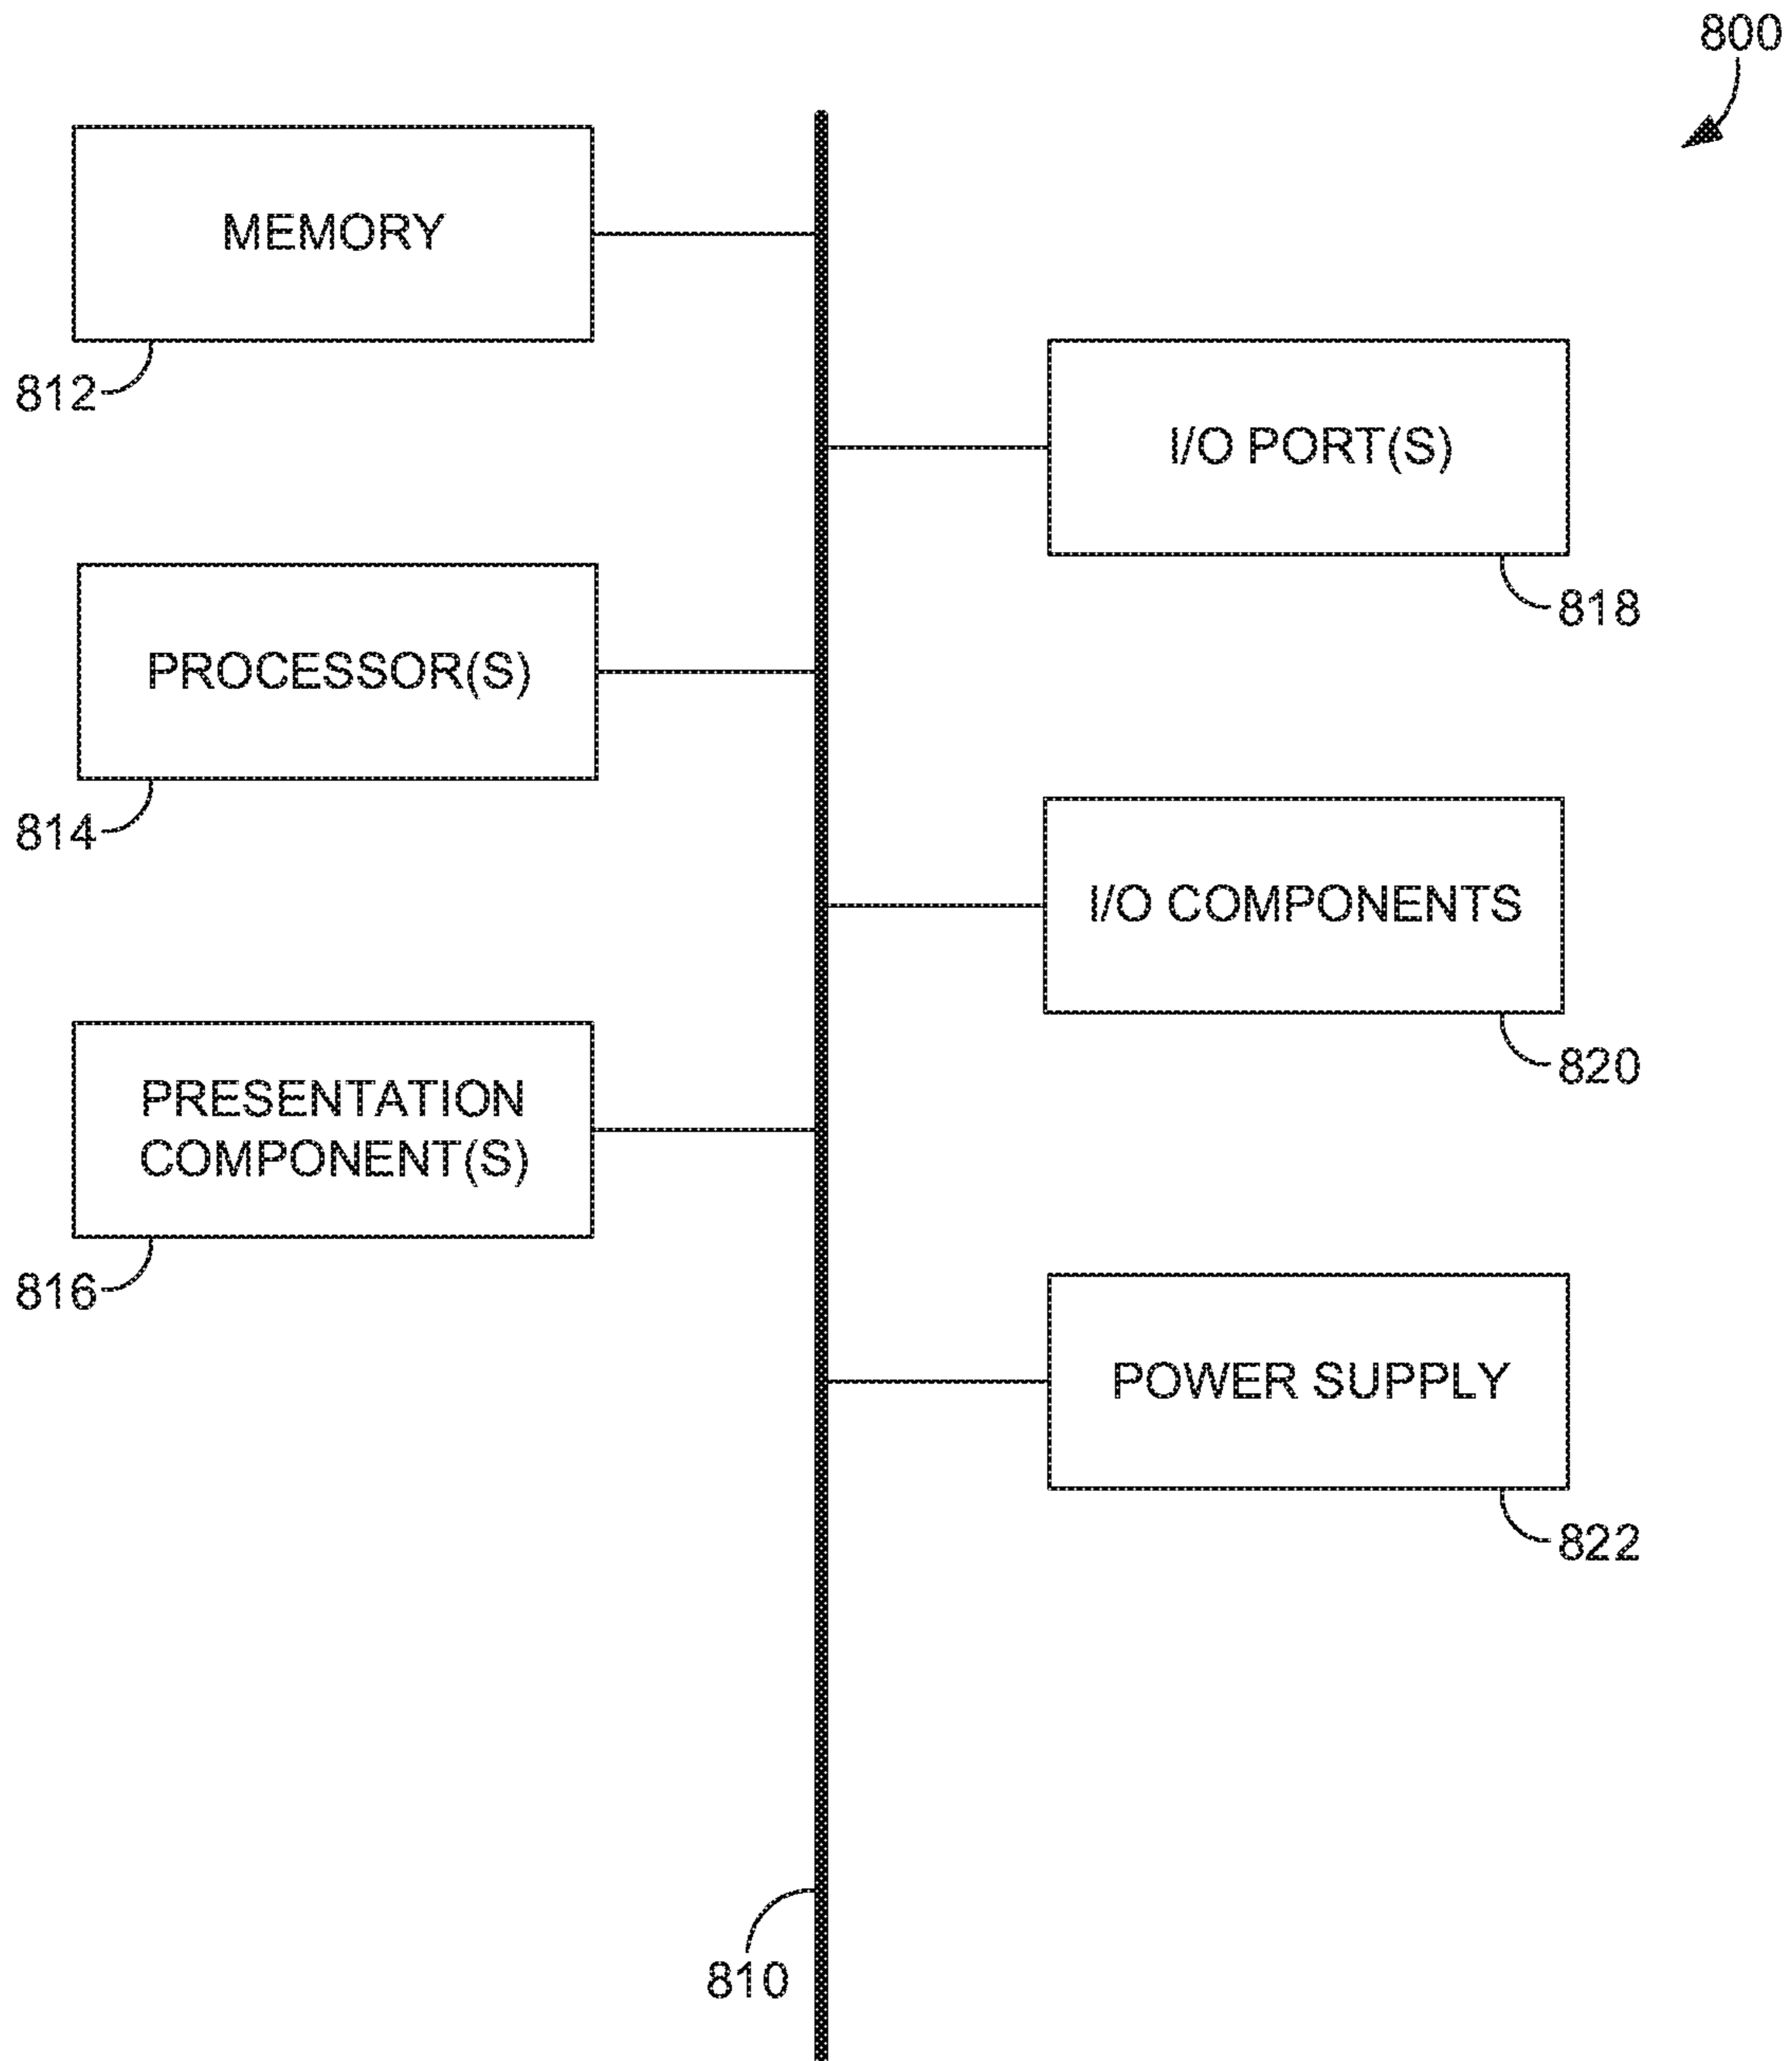 800
MEMORY
812
I/O PORT(S)
818
PROCESSOR(S)
814
I/O COMPONENTS
820
PRESENTATION
COMPONENT(S)
816
POWER SUPPLY
822
810